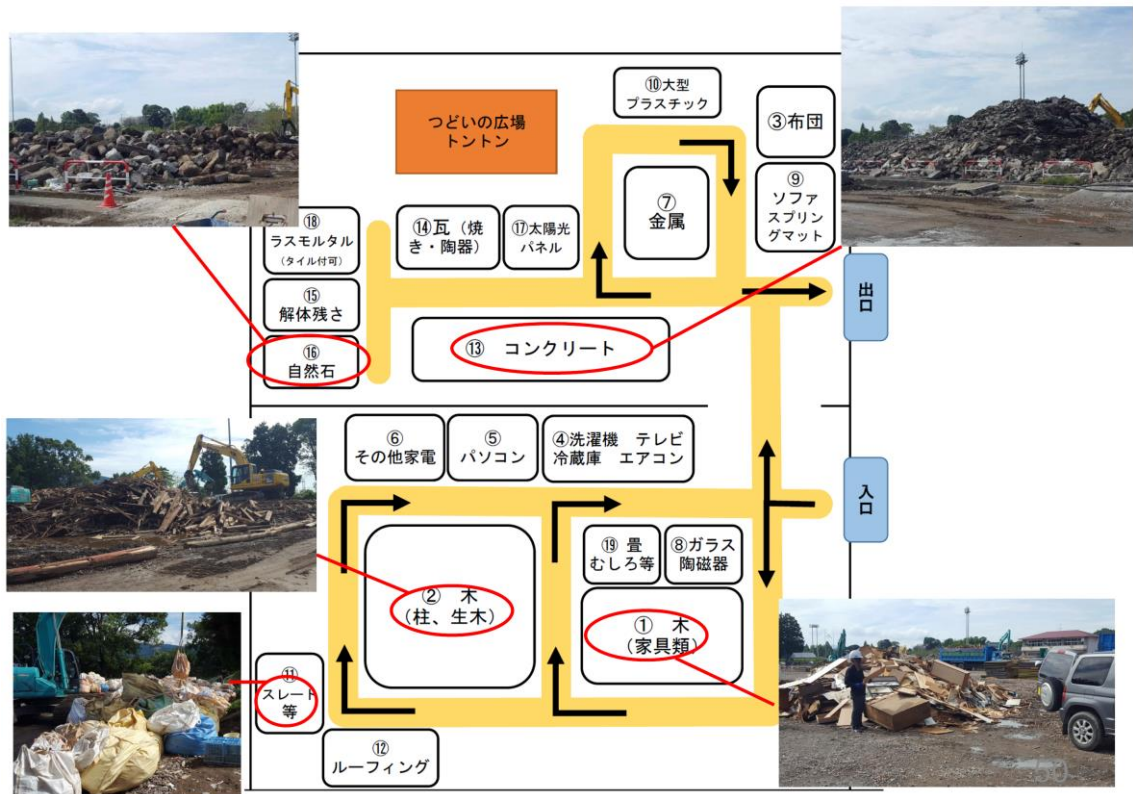 ⑩大型
プラスチック
つどいの広場
トントン
③布団
⑨
ソファ
スプリン
グマット
⑦
金属
⑱
ラスモルタル
(タイル付可)
⑭瓦(焼
き・陶器)
⑰太陽光
パネル
⑮
解体残さ
出口
⑬ コンクリート
⑯
自然石
⑥
その他家電
⑤
パソコン
④洗濯機 テレビ
冷蔵庫 エアコン
入口
⑲ 畳
むしろ等
⑧ガラス
陶磁器
② 木
(柱、生木)
① 木
(家具類)
⑪
スレート
等
⑫
ルーフィング